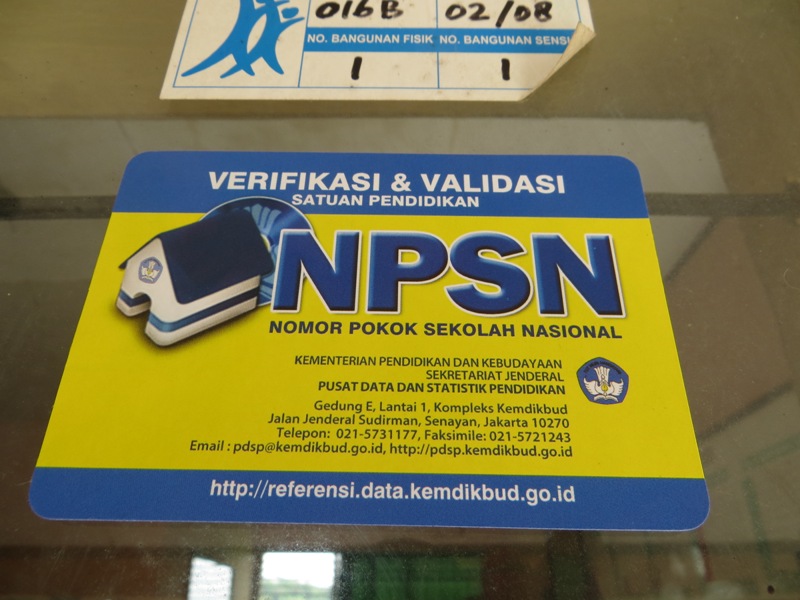 016B 02/08
NO. BANGUNAN FISIK NO. BANGUNAN SENSUS
1 1
VERIFIKASI & VALIDASI
SATUAN PENDIDIKAN
NPSN
NOMOR POKOK SEKOLAH NASIONAL
KEMENTERIAN PENDIDIKAN DAN KEBUDAYAAN
SEKRETARIAT JENDERAL
PUSAT DATA DAN STATISTIK PENDIDIKAN
Gedung E, Lantai 1, Kompleks Kemdikbud
Jalan Jenderal Sudirman, Senayan, Jakarta 10270
Telepon: 021-5731177, Faksimile: 021-5721243
Email : pdsp@kemdikbud.go.id, http://pdsp.kemdikbud.go.id
http://referensi.data.kemdikbud.go.id